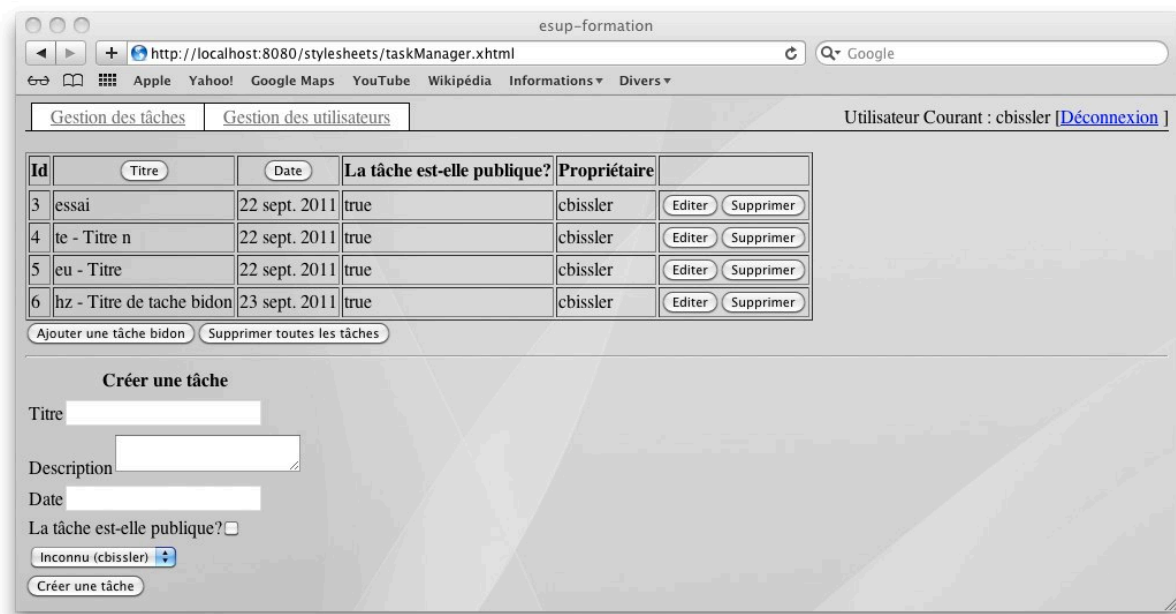 esup-formation
http://localhost:8080/stylesheets/taskManager.xhtml
Google
Apple Yahoo! Google Maps YouTube Wikipédia Informations Divers
Gestion des tâches Gestion des utilisateurs Utilisateur Courant : cbissler [Déconnexion ]
Id Titre Date La tâche est-elle publique? Propriétaire
3 essai 22 sept. 2011 true cbissler Editer Supprimer
4 te - Titre n 22 sept. 2011 true cbissler Editer Supprimer
5 eu - Titre 22 sept. 2011 true cbissler Editer Supprimer
6 hz - Titre de tache bidon 23 sept. 2011 true cbissler Editer Supprimer
Ajouter une tâche bidon Supprimer toutes les tâches
Créer une tâche
Titre
Description
Date
La tâche est-elle publique?
Inconnu (cbissler)
Créer une tâche